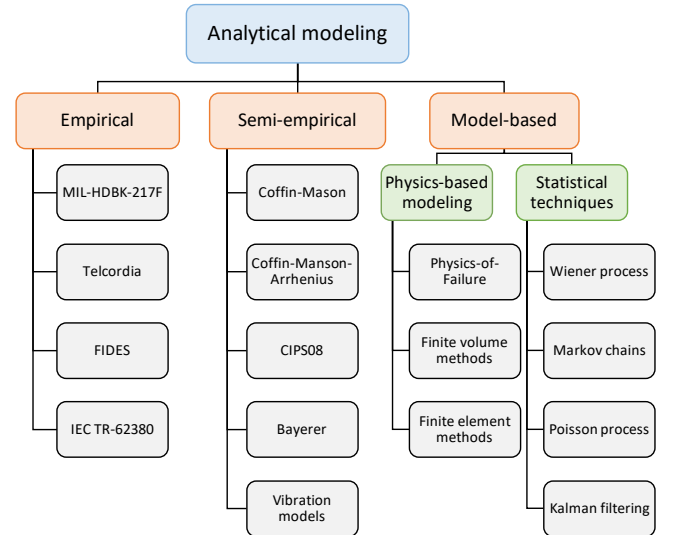 Analytical modeling
Empirical
Semi-empirical
Model-based
MIL-HDBK-217F
Telcordia
FIDES
IEC TR-62380
Coffin-Mason
Coffin-Manson-
Arrhenius
CIPS08
Bayerer
Vibration
models
Physics-based
modeling
Physics-of-
Failure
Finite volume
methods
Finite element
methods
Statistical
techniques
Wiener process
Markov chains
Poisson process
Kalman filtering